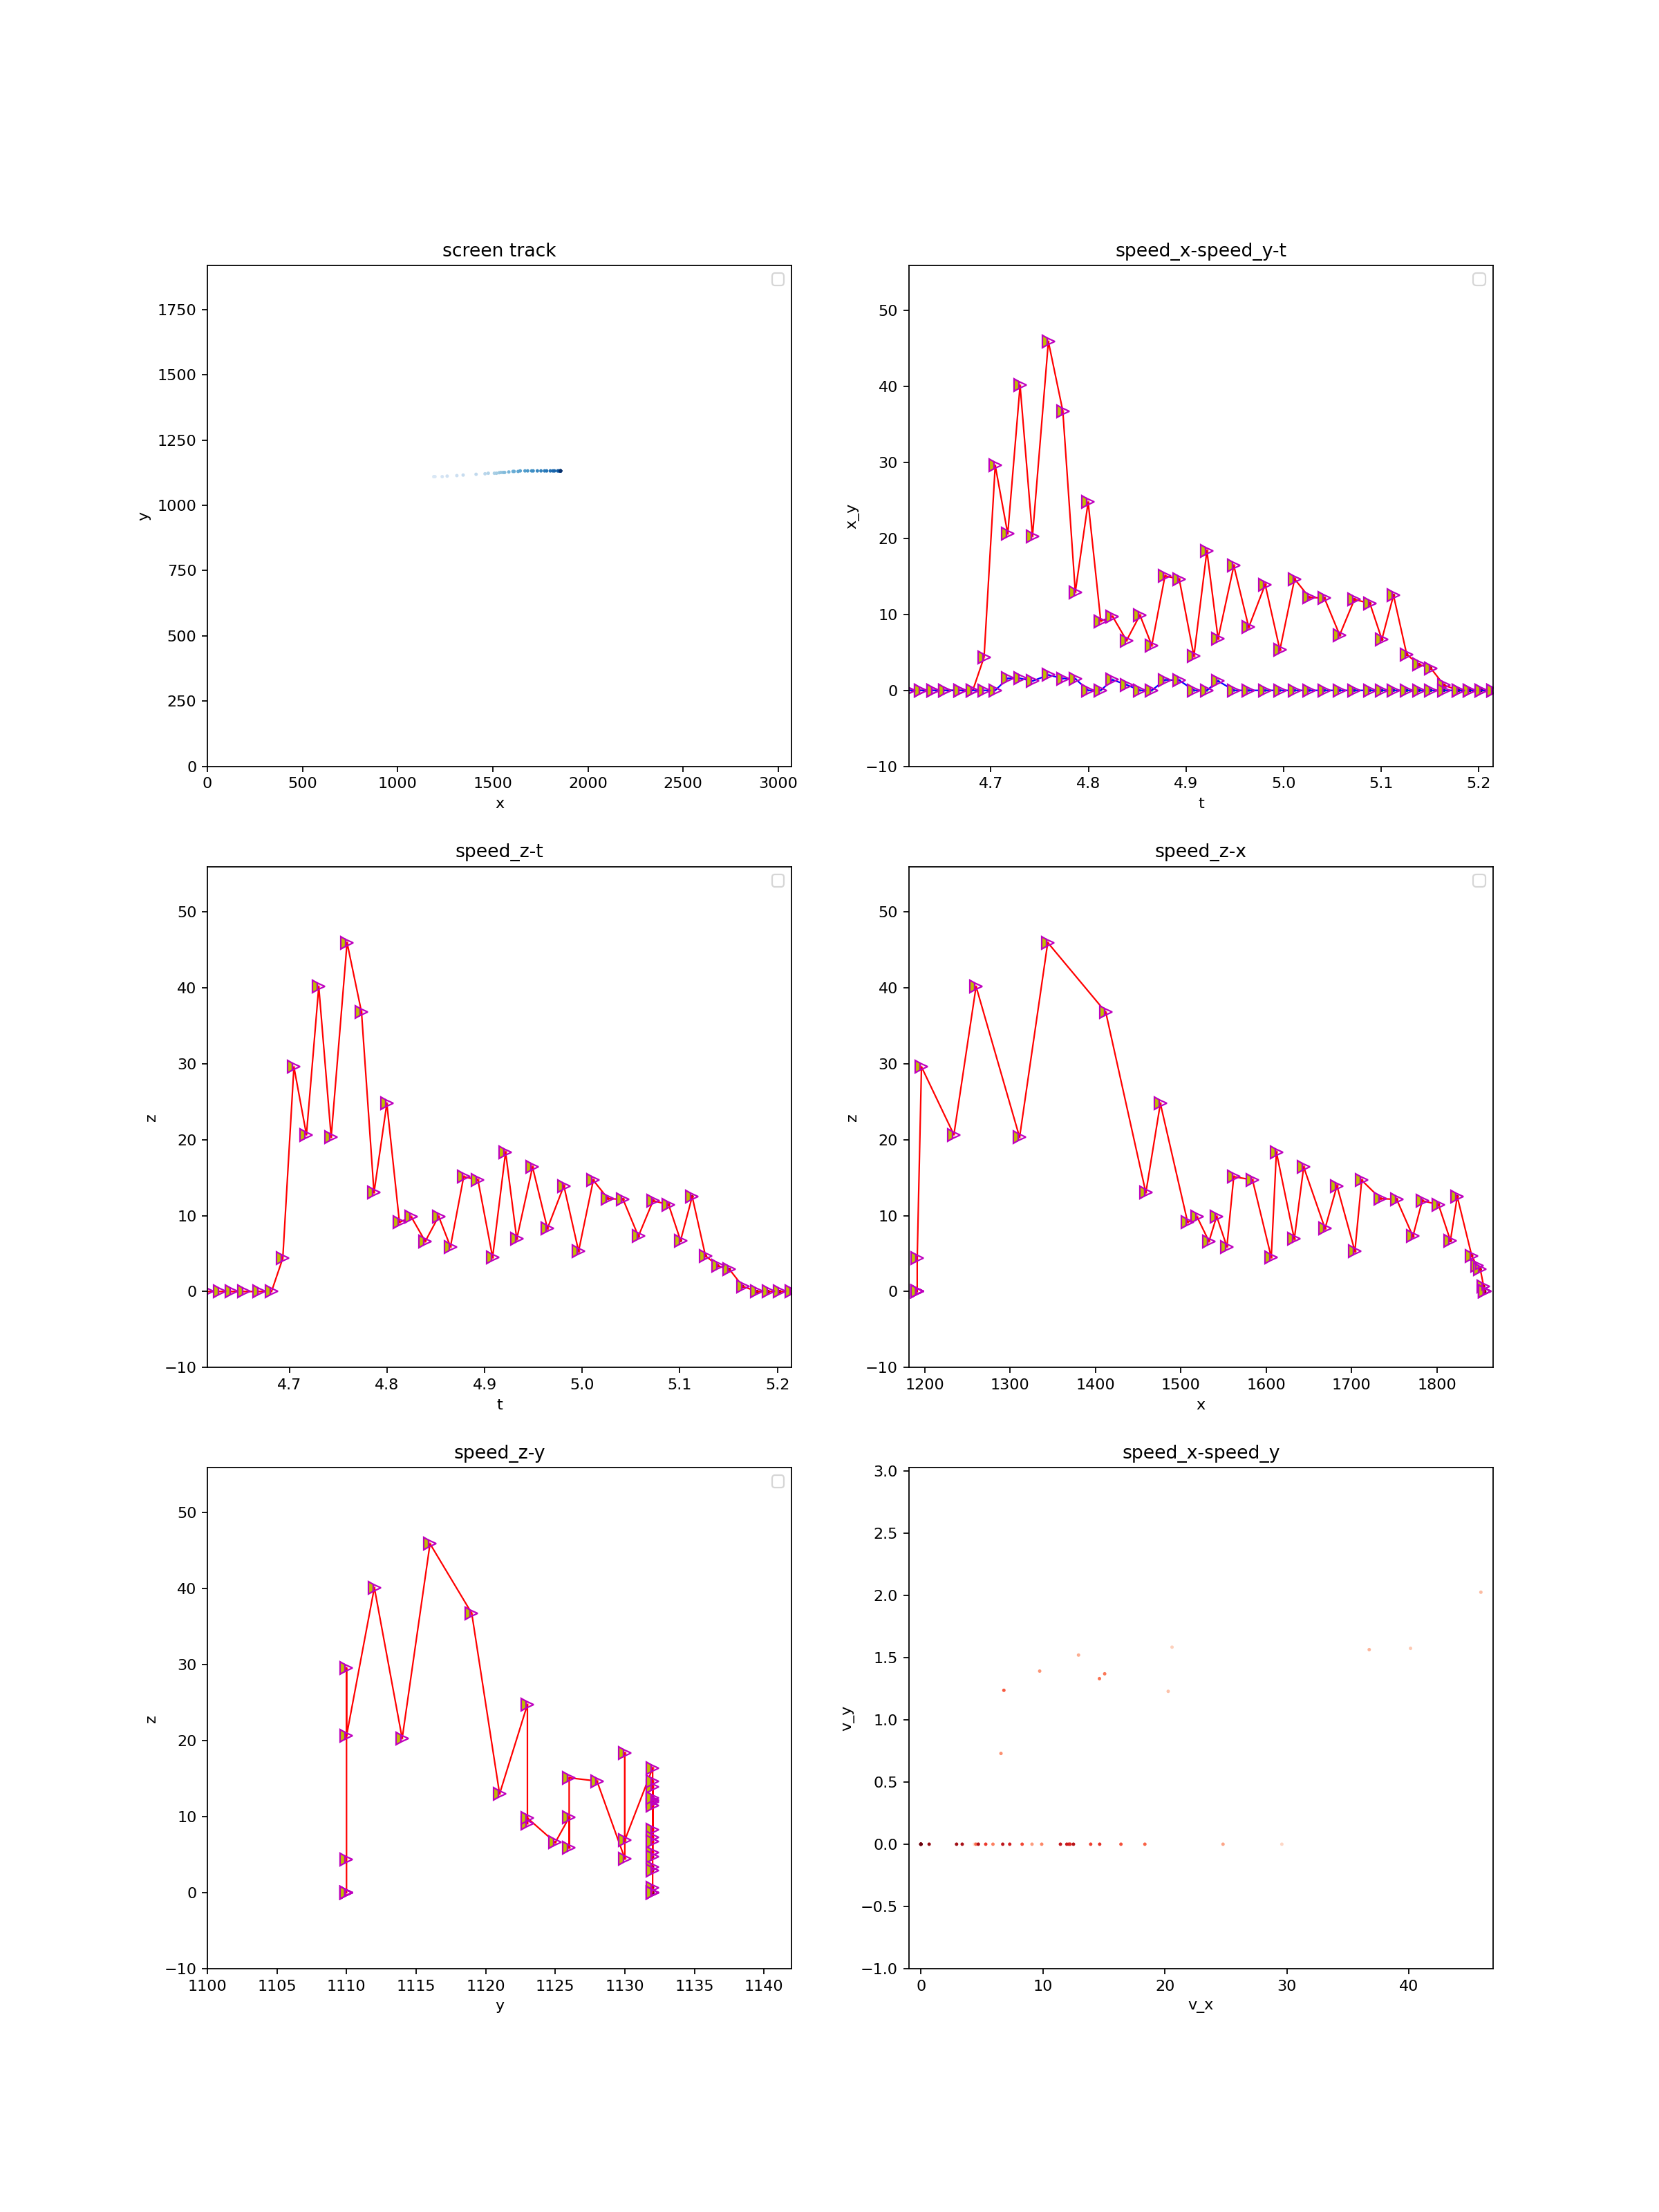 screen track
1750
1500
1250
1000
750
500
250
0
0 500 1000 1500 2000 2500 3000
x
y
speed_x-speed_y-t
50
40
30
20
10
0
−10
4.7 4.8 4.9 5.0 5.1 5.2
t
x_y
speed_z-t
50
40
30
20
10
0
−10
4.7 4.8 4.9 5.0 5.1 5.2
t
z
speed_z-x
50
40
30
20
10
0
−10
1200 1300 1400 1500 1600 1700 1800
x
z
speed_z-y
50
40
30
20
10
0
−10
1100 1105 1110 1115 1120 1125 1130 1135 1140
y
z
speed_x-speed_y
3.0
2.5
2.0
1.5
1.0
0.5
0.0
−0.5
−1.0
0 10 20 30 40
v_x
v_y